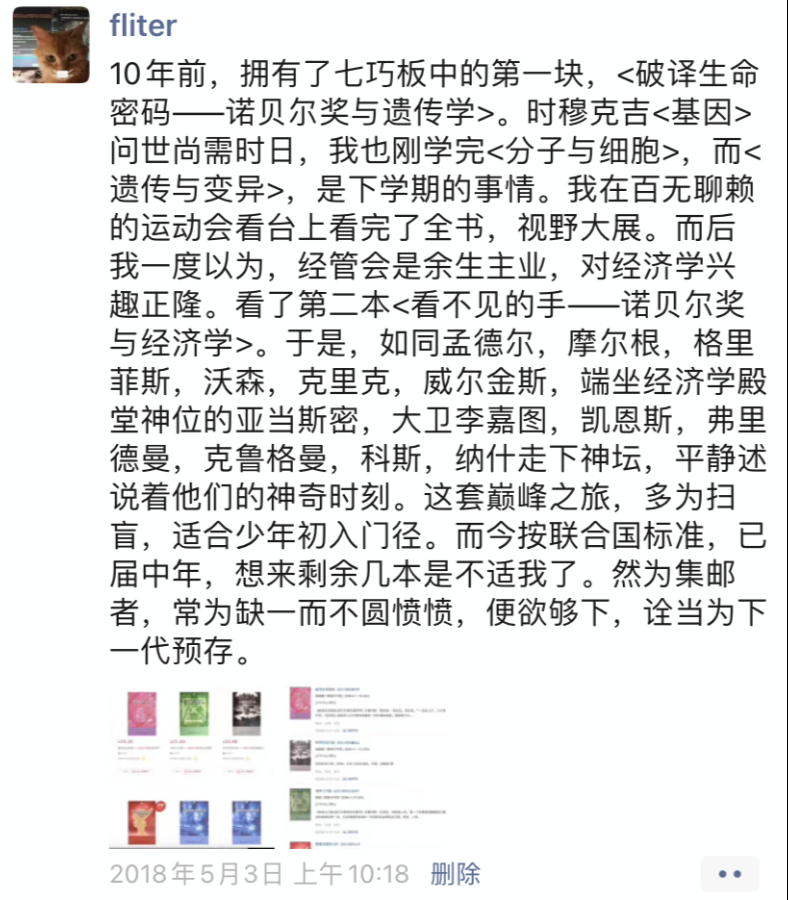 fliter
10年前，拥有了七巧板中的第一块，<破译生命
密码——诺贝尔奖与遗传学>。时穆克吉<基因>
问世尚需时日，我也刚学完<分子与细胞>，而<
遗传与变异>，是下学期的事情。我在百无聊赖
的运动会看台上看完了全书，视野大展。而后
我一度以为，经管会是余生主业，对经济学兴
趣正隆。看了第二本<看不见的手——诺贝尔奖
与经济学>。于是，如同孟德尔，摩尔根，格里
菲斯，沃森，克里克，威尔金斯，端坐经济学殿
堂神位的亚当斯密，大卫李嘉图，凯恩斯，弗里
德曼，克鲁格曼，科斯，纳什走下神坛，平静述
说着他们的神奇时刻。这套巅峰之旅，多为扫
盲，适合少年初入门径。而今按联合国标准，已
届中年，想来剩余几本是不适我了。然为集邮
者，常为缺一而不圆愤愤，便欲够下，诠当为下
一代预存。
2018年5月3日 上午10:18 删除